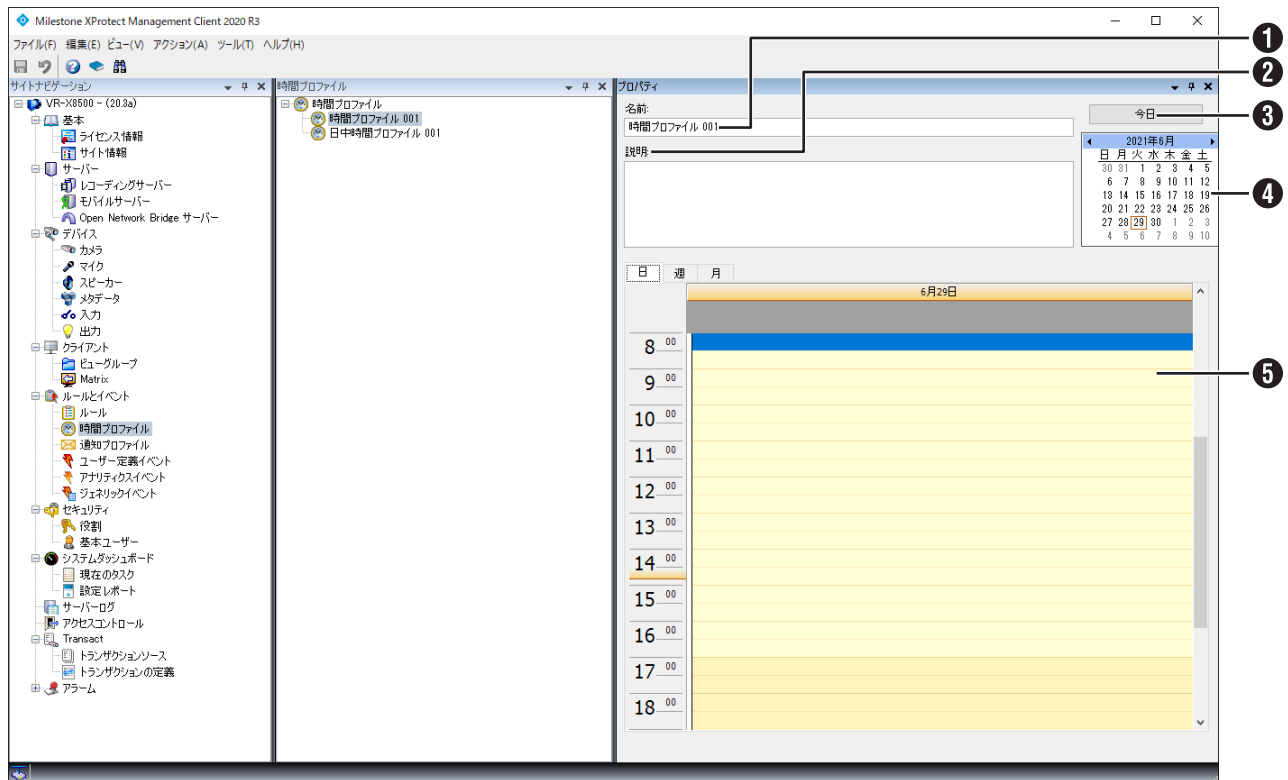 Milestone XProtect Management Client 2020 R3
ファイル(F) 編集(E) ビュー(V) アクション(A) ツール(T) ヘルプ(H)
サイトナビゲーション
VR-X8500 - (20.3a)
基本
ライセンス情報
サイト情報
サーバー
レコーディングサーバー
モバイルサーバー
Open Network Bridge サーバー
デバイス
カメラ
マイク
スピーカー
メタデータ
入力
出力
クライアント
ビューグループ
Matrix
ルールとイベント
ルール
時間プロファイル
通知プロファイル
ユーザー定義イベント
アナリティクスイベント
ジェネリックイベント
セキュリティ
役割
基本ユーザー
システムダッシュボード
現在のタスク
設定レポート
サーバーログ
アクセスコントロール
Transact
トランザクションソース
トランザクションの定義
アラーム
時間プロファイル
時間プロファイル
時間プロファイル 001
日中時間プロファイル 001
プロパティ
名前:
時間プロファイル 001
説明:
今日
2021年6月
日 月 火 水 木 金 土
30 31 1 2 3 4 5
6 7 8 9 10 11 12
13 14 15 16 17 18 19
20 21 22 23 24 25 26
27 28 29 30 1 2 3
4 5 6 7 8 9 10
日 週 月
6月29日
8 00
9 00
10 00
11 00
12 00
13 00
14 00
15 00
16 00
17 00
18 00
❶
❷
❸
❹
❺